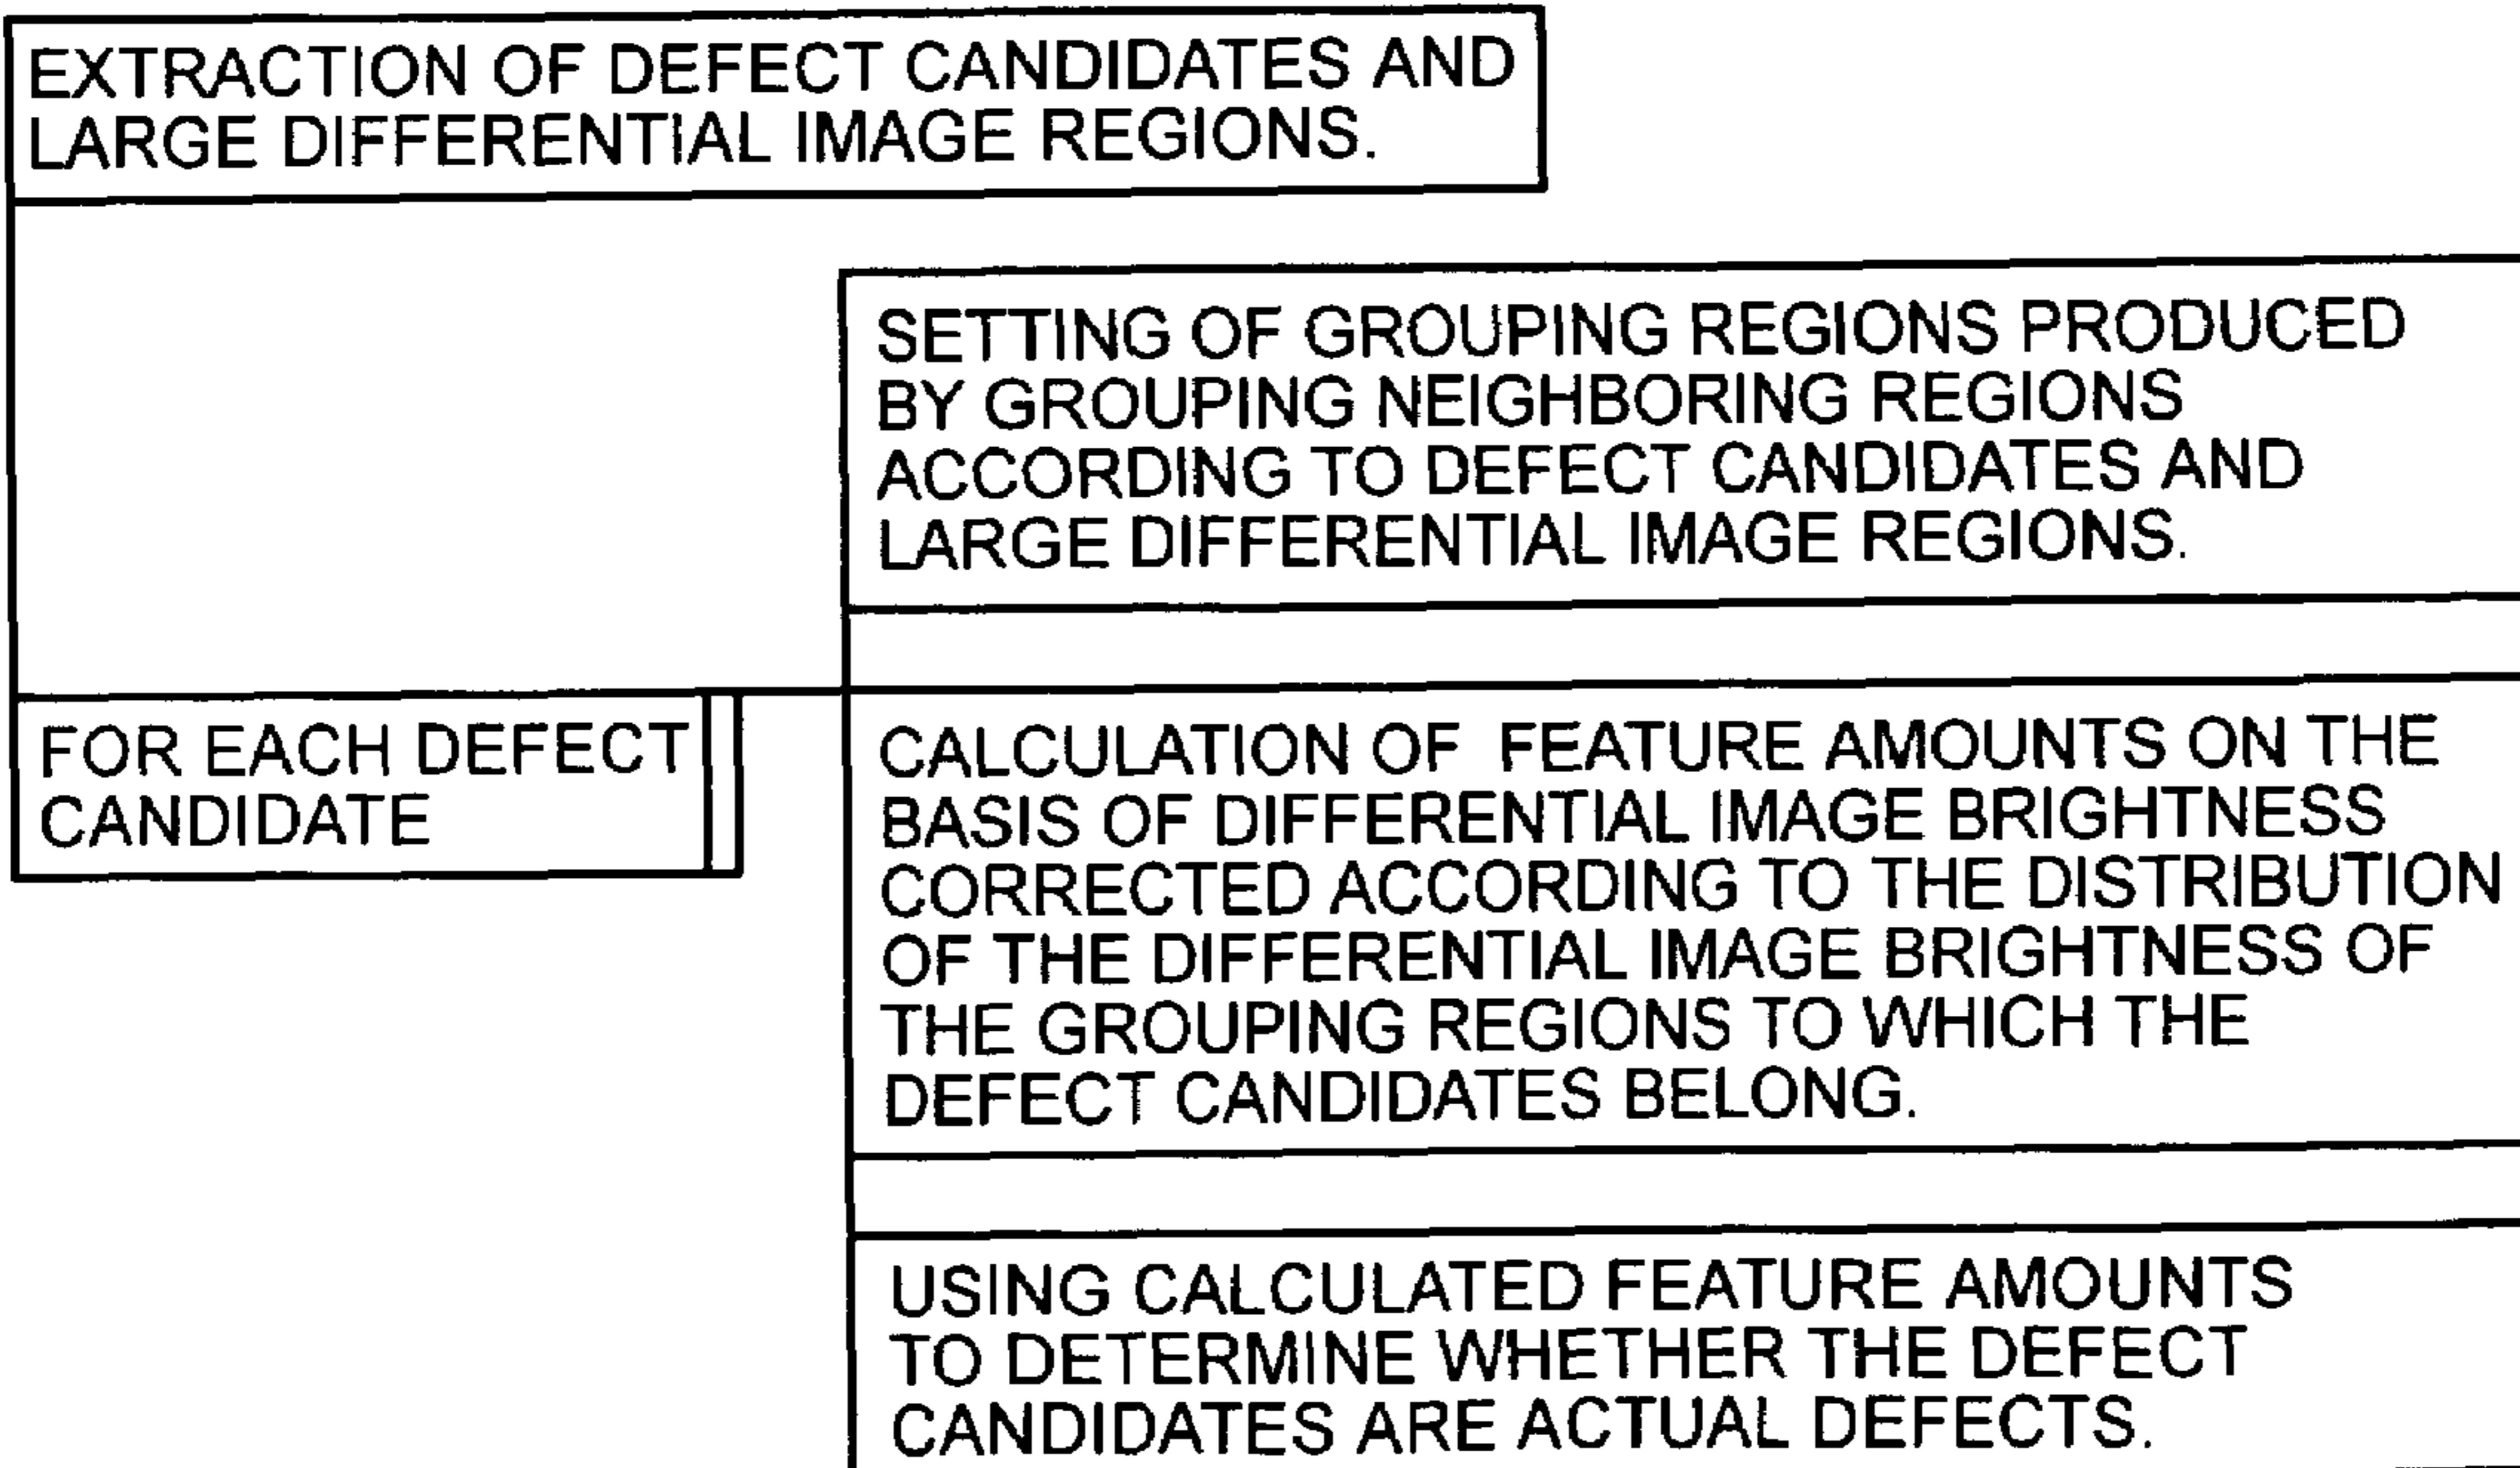 EXTRACTION OF DEFECT CANDIDATES AND
LARGE DIFFERENTIAL IMAGE REGIONS.
SETTING OF GROUPING REGIONS PRODUCED
BY GROUPING NEIGHBORING REGIONS
ACCORDING TO DEFECT CANDIDATES AND
LARGE DIFFERENTIAL IMAGE REGIONS.
FOR EACH DEFECT
CANDIDATE
CALCULATION OF FEATURE AMOUNTS ON THE
BASIS OF DIFFERENTIAL IMAGE BRIGHTNESS
CORRECTED ACCORDING TO THE DISTRIBUTION
OF THE DIFFERENTIAL IMAGE BRIGHTNESS OF
THE GROUPING REGIONS TO WHICH THE
DEFECT CANDIDATES BELONG.
USING CALCULATED FEATURE AMOUNTS
TO DETERMINE WHETHER THE DEFECT
CANDIDATES ARE ACTUAL DEFECTS.